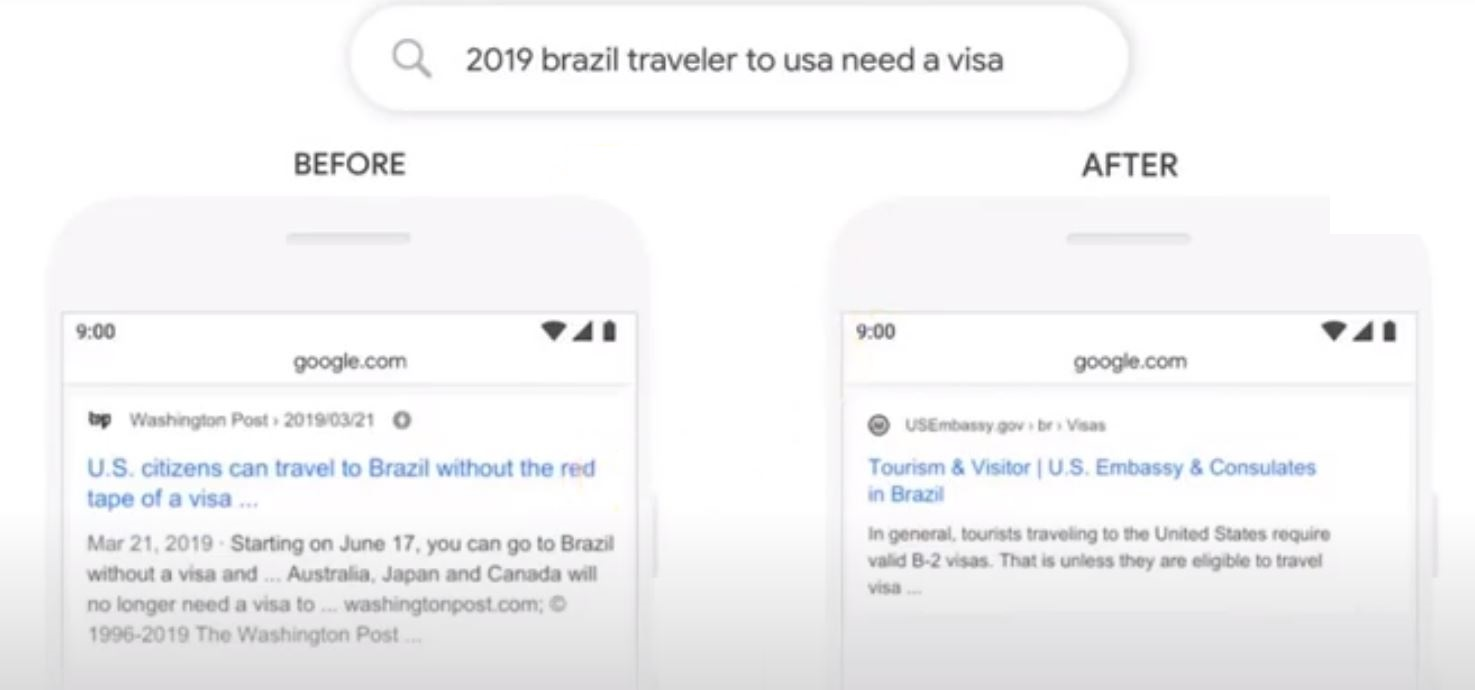 2019 brazil traveler to usa need a visa
BEFORE
9:00
google.com
wp Washington Post › 2019/03/21
U.S. citizens can travel to Brazil without the red
tape of a visa ...
Mar 21, 2019 · Starting on June 17, you can go to Brazil
without a visa and ... Australia, Japan and Canada will
no longer need a visa to ... washingtonpost.com; ©
1996-2019 The Washington Post ...
AFTER
9:00
google.com
USEmbassy.gov › br › Visas
Tourism & Visitor | U.S. Embassy & Consulates
in Brazil
In general, tourists traveling to the United States require
valid B-2 visas. That is unless they are eligible to travel
visa ...